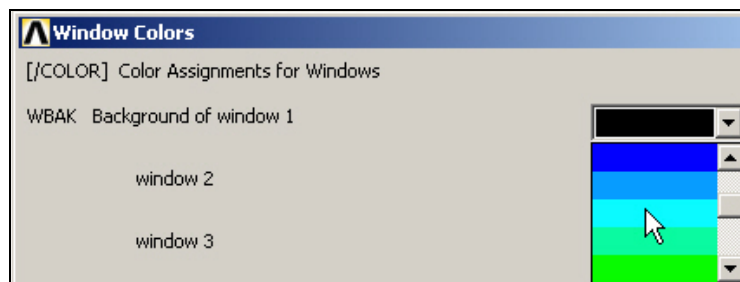 Window Colors
[/COLOR] Color Assignments for Windows
WBAK Background of window 1
window 2
window 3